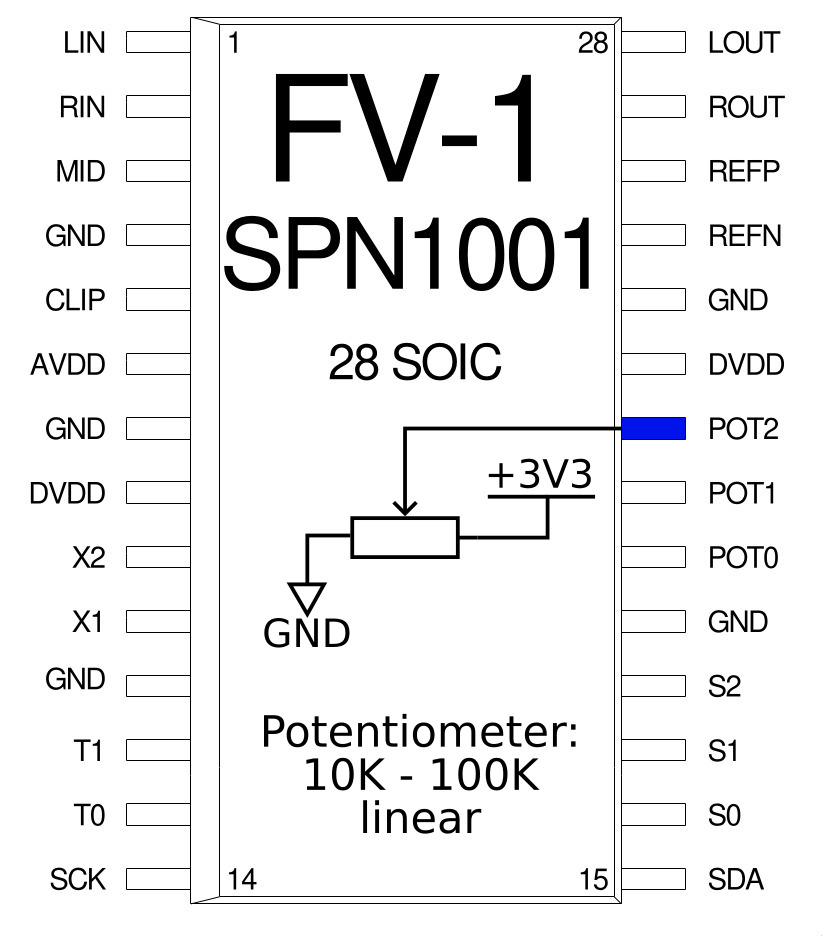 LIN
RIN
MID
GND
CLIP
AVDD
GND
DVDD
X2
X1
GND
T1
T0
SCK
1
28
FV-1
SPN1001
28 SOIC
+3V3
GND
Potentiometer:
10K - 100K
linear
14
15
LOUT
ROUT
REFP
REFN
GND
DVDD
POT2
POT1
POT0
GND
S2
S1
S0
SDA